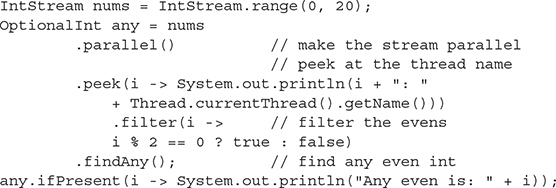 IntStream nums = IntStream.range(0, 20);
OptionalInt any = nums
        .parallel()            // make the stream parallel
                               // peek at the thread name
        .peek(i -> System.out.println(i + ": "
            + Thread.currentThread().getName()))
            .filter(i ->       // filter the evens
            i % 2 == 0 ? true : false)
        .findAny();            // find any even int
any.ifPresent(i -> System.out.println("Any even is: " + i));